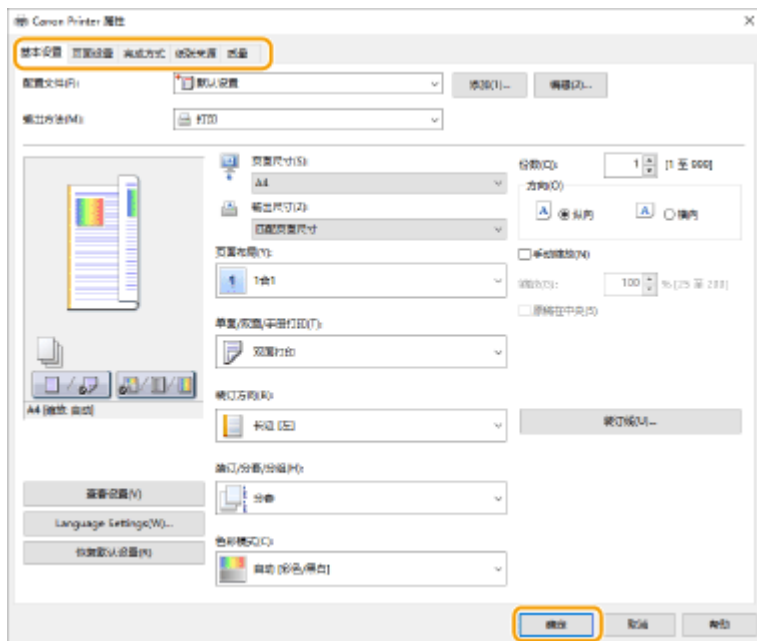 Canon Printer 属性
基本设置 页面设置 完成方式 纸张来源 质量
配置文件(F): 默认设置 添加(1)... 编辑(2)...
输出方法(M): 打印
页面尺寸(S): 份数(Q): 1 [1 至 999]
A4 方向(O)
输出尺寸(Z): A 纵向 A 横向
匹配页面尺寸
页面布局(Y): 手动缩放(N)
1合1 100 % [25 至 200]
原稿在中央(5)
单面/双面/手册打印(T):
双面打印
A4 [缩放: 自动]
装订方向(B):
长边 [左] 装订线(U)...
装订/分套/分组(H):
查看设置(V) 分套
Language Settings(W)...
恢复默认设置(R) 色彩模式(C):
自动 [彩色/黑白]
确定 取消 帮助